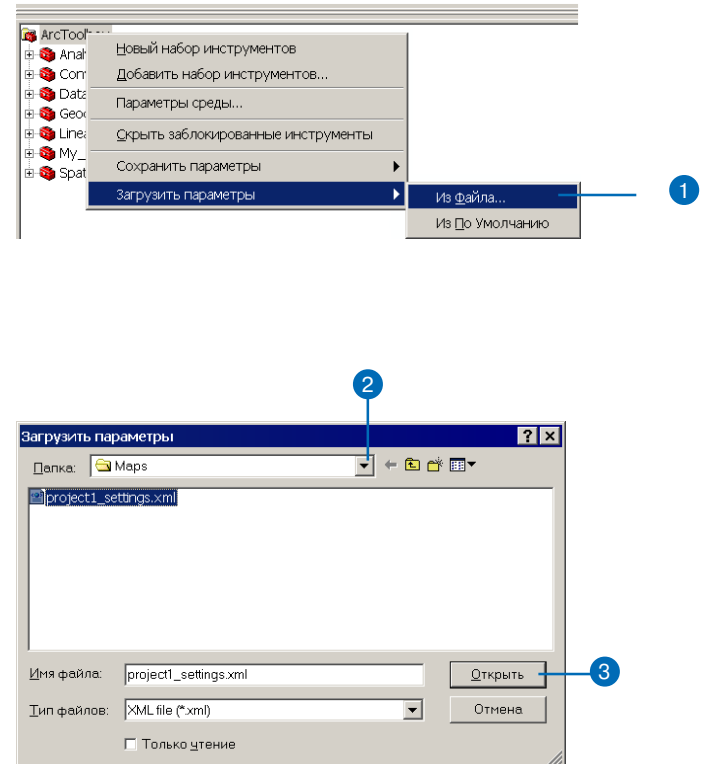 ArcToolbox
Analy
Новый набор инструментов
Conv
Добавить набор инструментов...
Data
Параметры среды...
Geoc
Linea
Скрыть заблокированные инструменты
My_
Сохранить параметры
Spat
Загрузить параметры
Из Файла...
1
Из По Умолчанию
2
Загрузить параметры
Папка:
Maps
project1_settings.xml
Имя файла:
project1_settings.xml
Открыть
3
Тип файлов:
XML file (*.xml)
Отмена
Только чтение